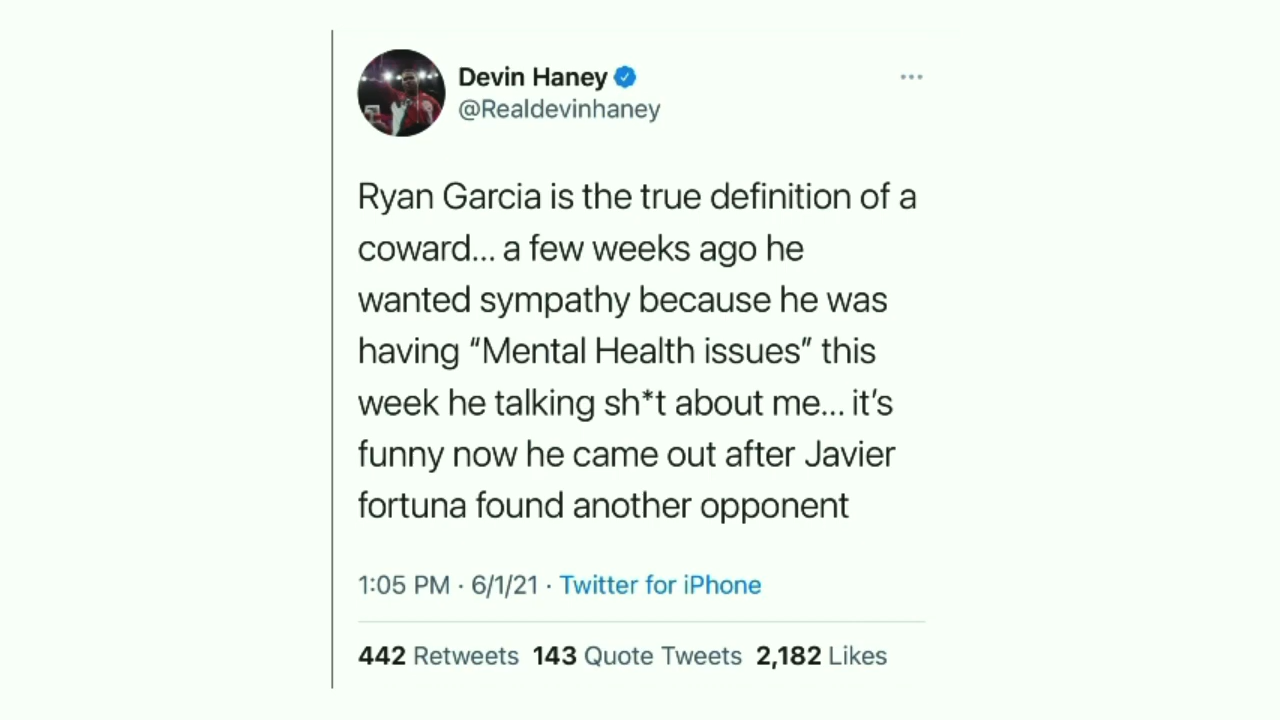 Devin Haney
@Realdevinhaney
Ryan Garcia is the true definition of a
coward... a few weeks ago he
wanted sympathy because he was
having “Mental Health issues” this
week he talking sh*t about me... it’s
funny now he came out after Javier
fortuna found another opponent
1:05 PM · 6/1/21 · Twitter for iPhone
442 Retweets 143 Quote Tweets 2,182 Likes